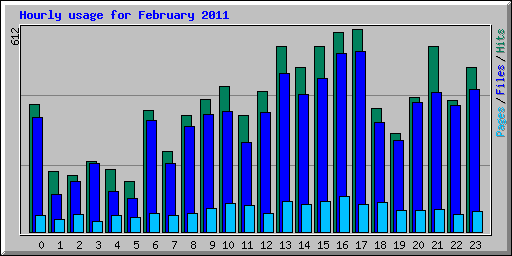 Hourly usage for February 2011
612
Pages / Files / Hits
0 1 2 3 4 5 6 7 8 9 10 11 12 13 14 15 16 17 18 19 20 21 22 23